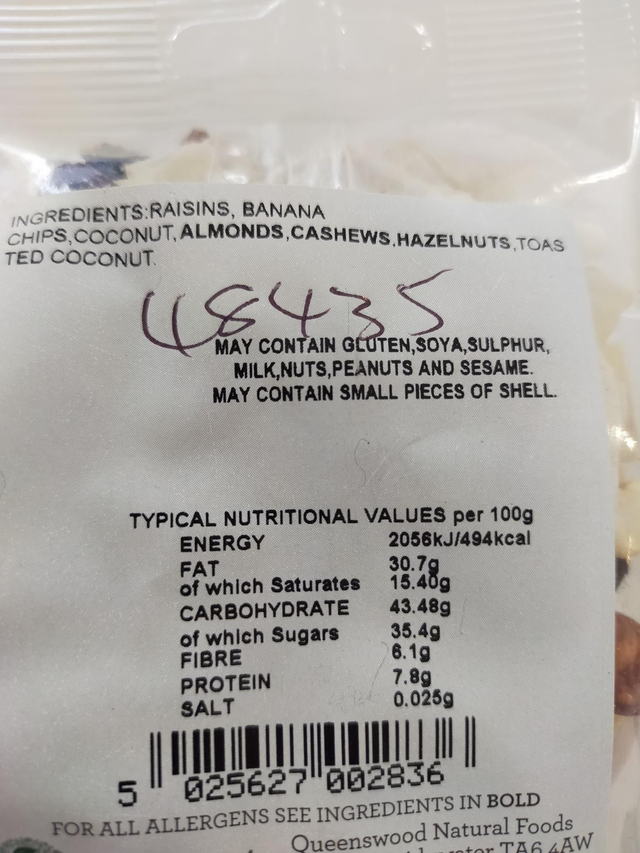 INGREDIENTS:RAISINS, BANANA
CHIPS,COCONUT,ALMONDS,CASHEWS,HAZELNUTS,TOAS
TED COCONUT.
48435
MAY CONTAIN GLUTEN,SOYA,SULPHUR,
MILK,NUTS,PEANUTS AND SESAME.
MAY CONTAIN SMALL PIECES OF SHELL.
TYPICAL NUTRITIONAL VALUES per 100g
ENERGY 2056kJ/494kcal
FAT 30.7g
of which Saturates 15.40g
CARBOHYDRATE 43.48g
of which Sugars 35.4g
FIBRE 6.1g
PROTEIN 7.8g
SALT 0.025g
5 025627 002836
FOR ALL ALLERGENS SEE INGREDIENTS IN BOLD
Queenswood Natural Foods
TA6 4AW